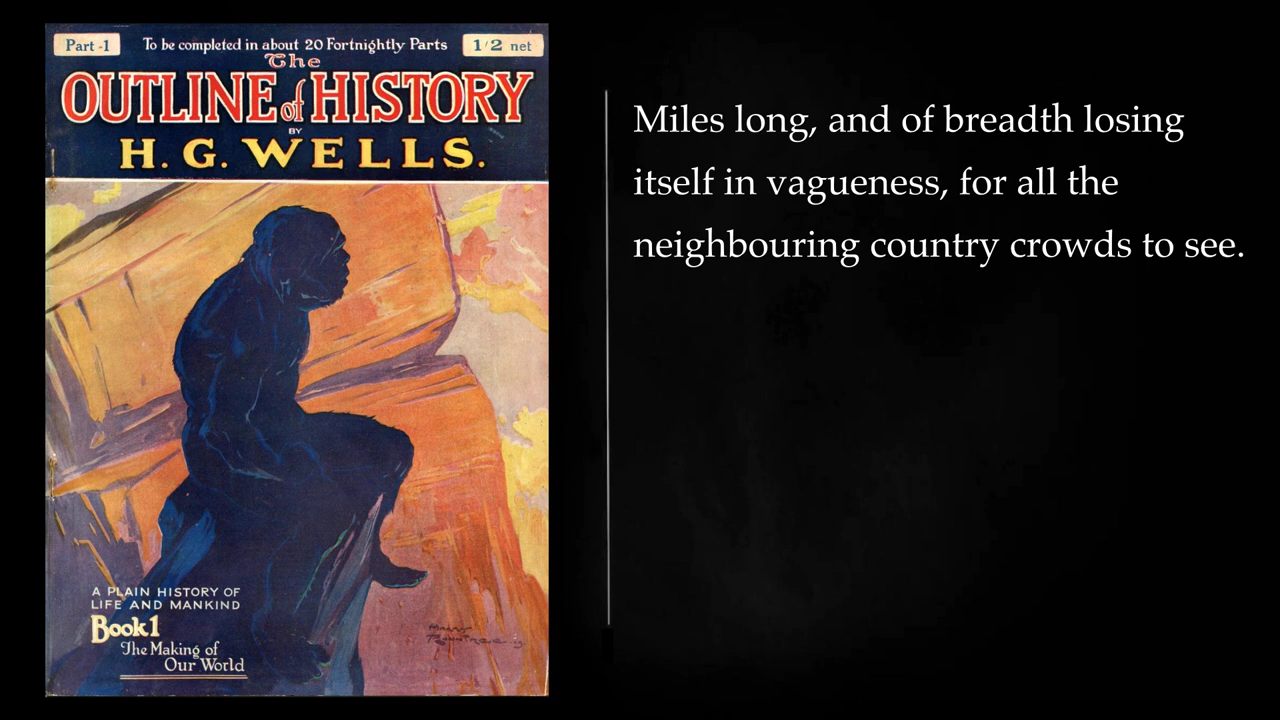 Part -1
To be completed in about 20 Fortnightly Parts
1/2 net
The
OUTLINE of HISTORY
BY
H. G. WELLS.
A PLAIN HISTORY OF
LIFE AND MANKIND
Book 1
The Making of
Our World
Miles long, and of breadth losing
itself in vagueness, for all the
neighbouring country crowds to see.